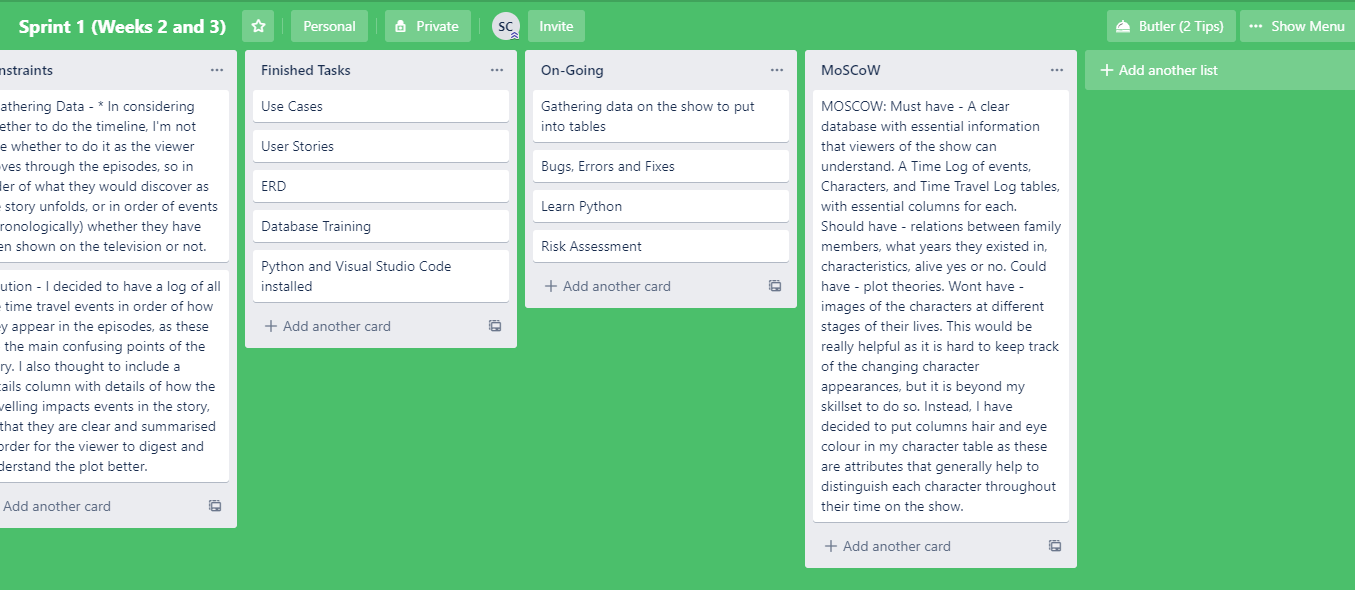 Sprint 1 (Weeks 2 and 3)
Personal
Private
SC
Invite
Butler (2 Tips)
Show Menu
nstraints
athering Data - * In considering
ether to do the timeline, I'm not
e whether to do it as the viewer
ves through the episodes, so in
er of what they would discover as
story unfolds, or in order of events
ronologically) whether they have
en shown on the television or not.
ution - I decided to have a log of all
time travel events in order of how
y appear in the episodes, as these
the main confusing points of the
ry. I also thought to include a
ails column with details of how the
velling impacts events in the story,
that they are clear and summarised
order for the viewer to digest and
derstand the plot better.
Add another card
Finished Tasks
Use Cases
User Stories
ERD
Database Training
Python and Visual Studio Code
installed
+ Add another card
On-Going
Gathering data on the show to put
into tables
Bugs, Errors and Fixes
Learn Python
Risk Assessment
+ Add another card
MoSCoW
MOSCOW: Must have - A clear
database with essential information
that viewers of the show can
understand. A Time Log of events,
Characters, and Time Travel Log tables,
with essential columns for each.
Should have - relations between family
members, what years they existed in,
characteristics, alive yes or no. Could
have - plot theories. Wont have -
images of the characters at different
stages of their lives. This would be
really helpful as it is hard to keep track
of the changing character
appearances, but it is beyond my
skillset to do so. Instead, I have
decided to put columns hair and eye
colour in my character table as these
are attributes that generally help to
distinguish each character throughout
their time on the show.
+ Add another card
+ Add another list